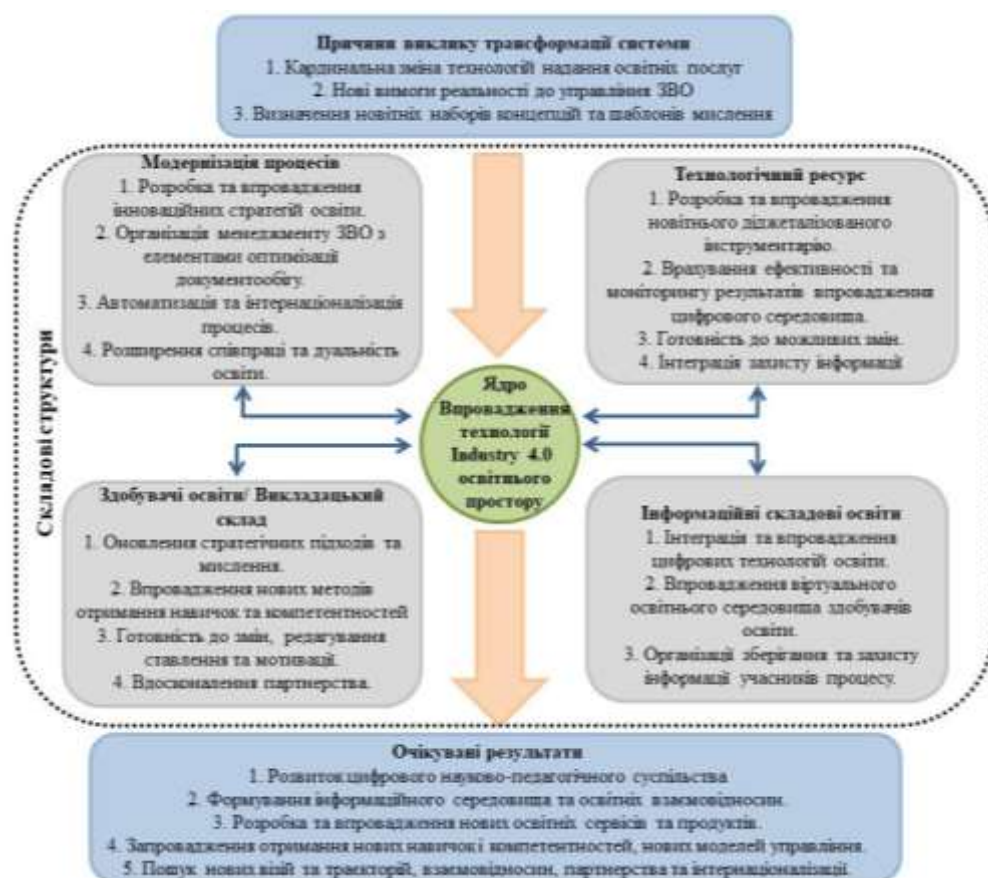 Причини виклику трансформації системи
1. Кардинальна зміна технологій надання освітніх послуг
2. Нові вимоги реальності до управління ЗВО
3. Визначення новітніх наборів концепцій та шаблонів мислення
Складові структури
Модернізація процесів
1. Розробка та впровадження
інноваційних стратегій освіти.
2. Організація менеджменту ЗВО з
елементами оптимізації
документообігу.
3. Автоматизація та інтернаціоналізація
процесів.
4. Розширення співпраці та дуальність
освіти.
Технологічний ресурс
1. Розробка та впровадження
новітнього діджеталізованого
інструментарію.
2. Врахування ефективності та
моніторингу результатів впровадження
цифрового середовища.
3. Готовність до можливих змін.
4. Інтеграція захисту інформації
Ядро
Впровадження
технології
Industry 4.0
освітнього
простору
Здобувачі освіти/ Викладацький
склад
1. Оновлення стратегічних підходів та
мислення.
2. Впровадження нових методів
отримання навичок та компетентностей
3. Готовність до змін, редагування
ставлення та мотивації.
4. Вдосконалення партнерства.
Інформаційні складові освіти
1. Інтеграція та впровадження
цифрових технологій освіти.
2. Впровадження віртуального
освітнього середовища здобувачів
освіти.
3. Організації зберігання та захисту
інформації учасників процесу.
Очікувані результати
1. Розвиток цифрового науково-педагогічного суспільства
2. Формування інформаційного середовища та освітніх взаємовідносин.
3. Розробка та впровадження нових освітніх сервісів та продуктів.
4. Запровадження отримання нових навичок і компетентностей, нових моделей управління.
5. Пошук нових візій та траєкторій, взаємовідносин, партнерства та інтернаціоналізації.